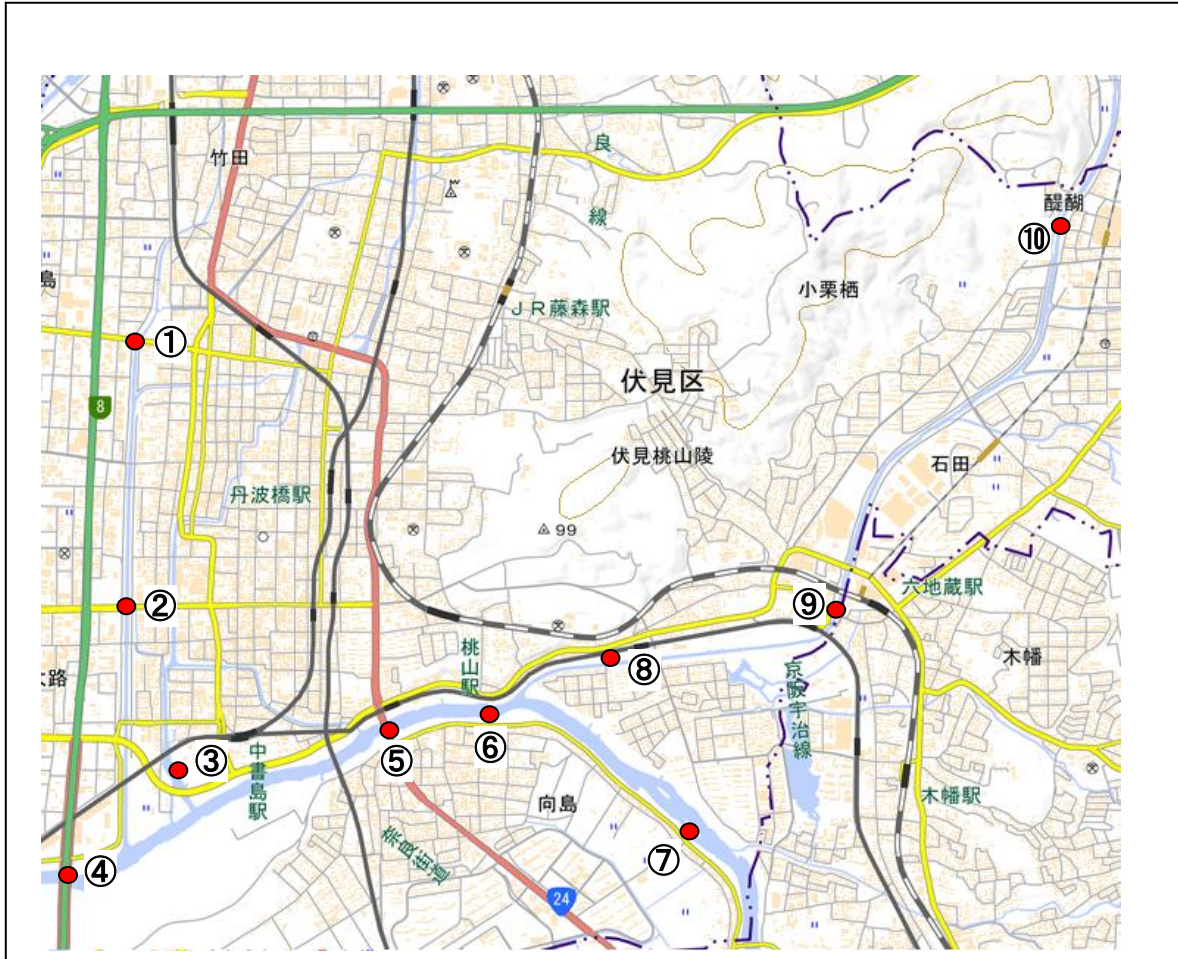 竹田
良
線
醍醐
⑩
島
JR藤森駅
小栗栖
①
伏見区
8
伏見桃山陵
石田
丹波橋駅
99
六地蔵駅
②
⑨
桃山駅
木幡
大路
⑧
京阪宇治線
⑥
③
⑤
中書島駅
向島
木幡駅
⑦
奈良街道
④
24